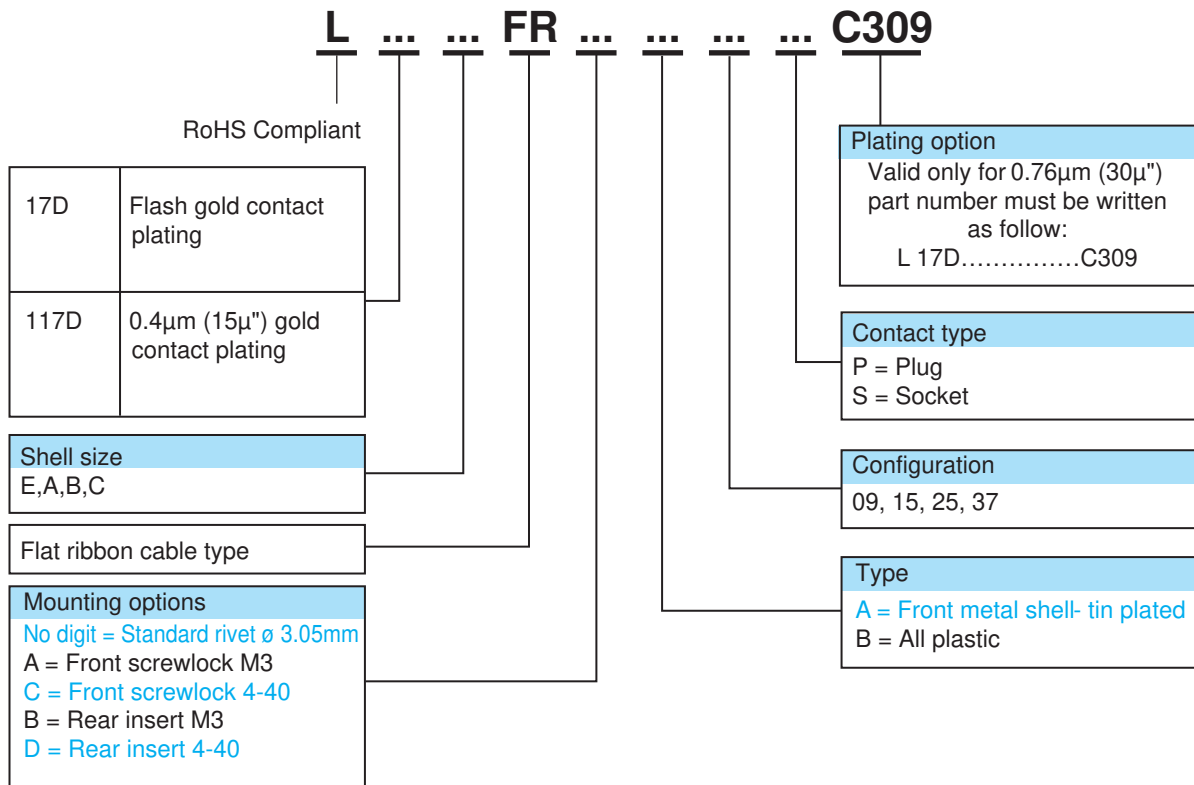 L ... ... FR ... ... ... ... C309
RoHS Compliant
17D Flash gold contact
plating
117D 0.4µm (15µ") gold
contact plating
Shell size
E,A,B,C
Flat ribbon cable type
Mounting options
No digit = Standard rivet ø 3.05mm
A = Front screwlock M3
C = Front screwlock 4-40
B = Rear insert M3
D = Rear insert 4-40
Plating option
Valid only for 0.76µm (30µ")
part number must be written
as follow:
L 17D...............C309
Contact type
P = Plug
S = Socket
Configuration
09, 15, 25, 37
Type
A = Front metal shell- tin plated
B = All plastic